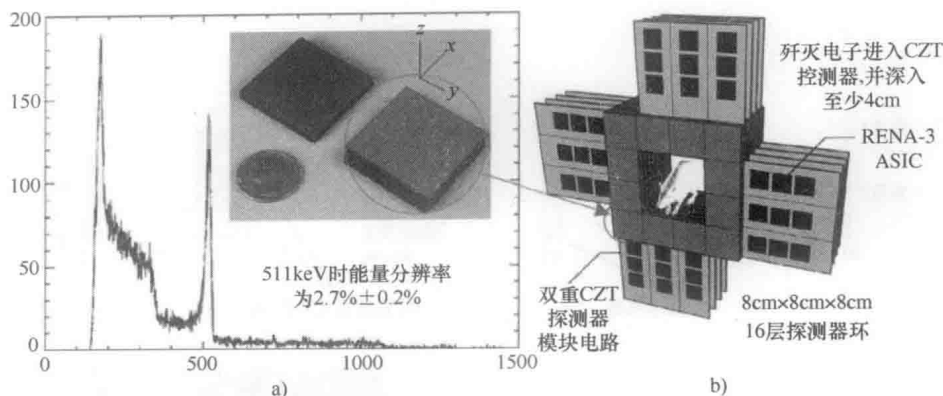 200
150
100
50
0
0
500
1000
1500
z
x
y
511keV时能量分辨率
为2.7%±0.2%
a)
歼灭电子进入CZT
控测器,并深入
至少4cm
RENA-3
ASIC
双重CZT
探测器
模块电路
8cm×8cm×8cm
16层探测器环
b)